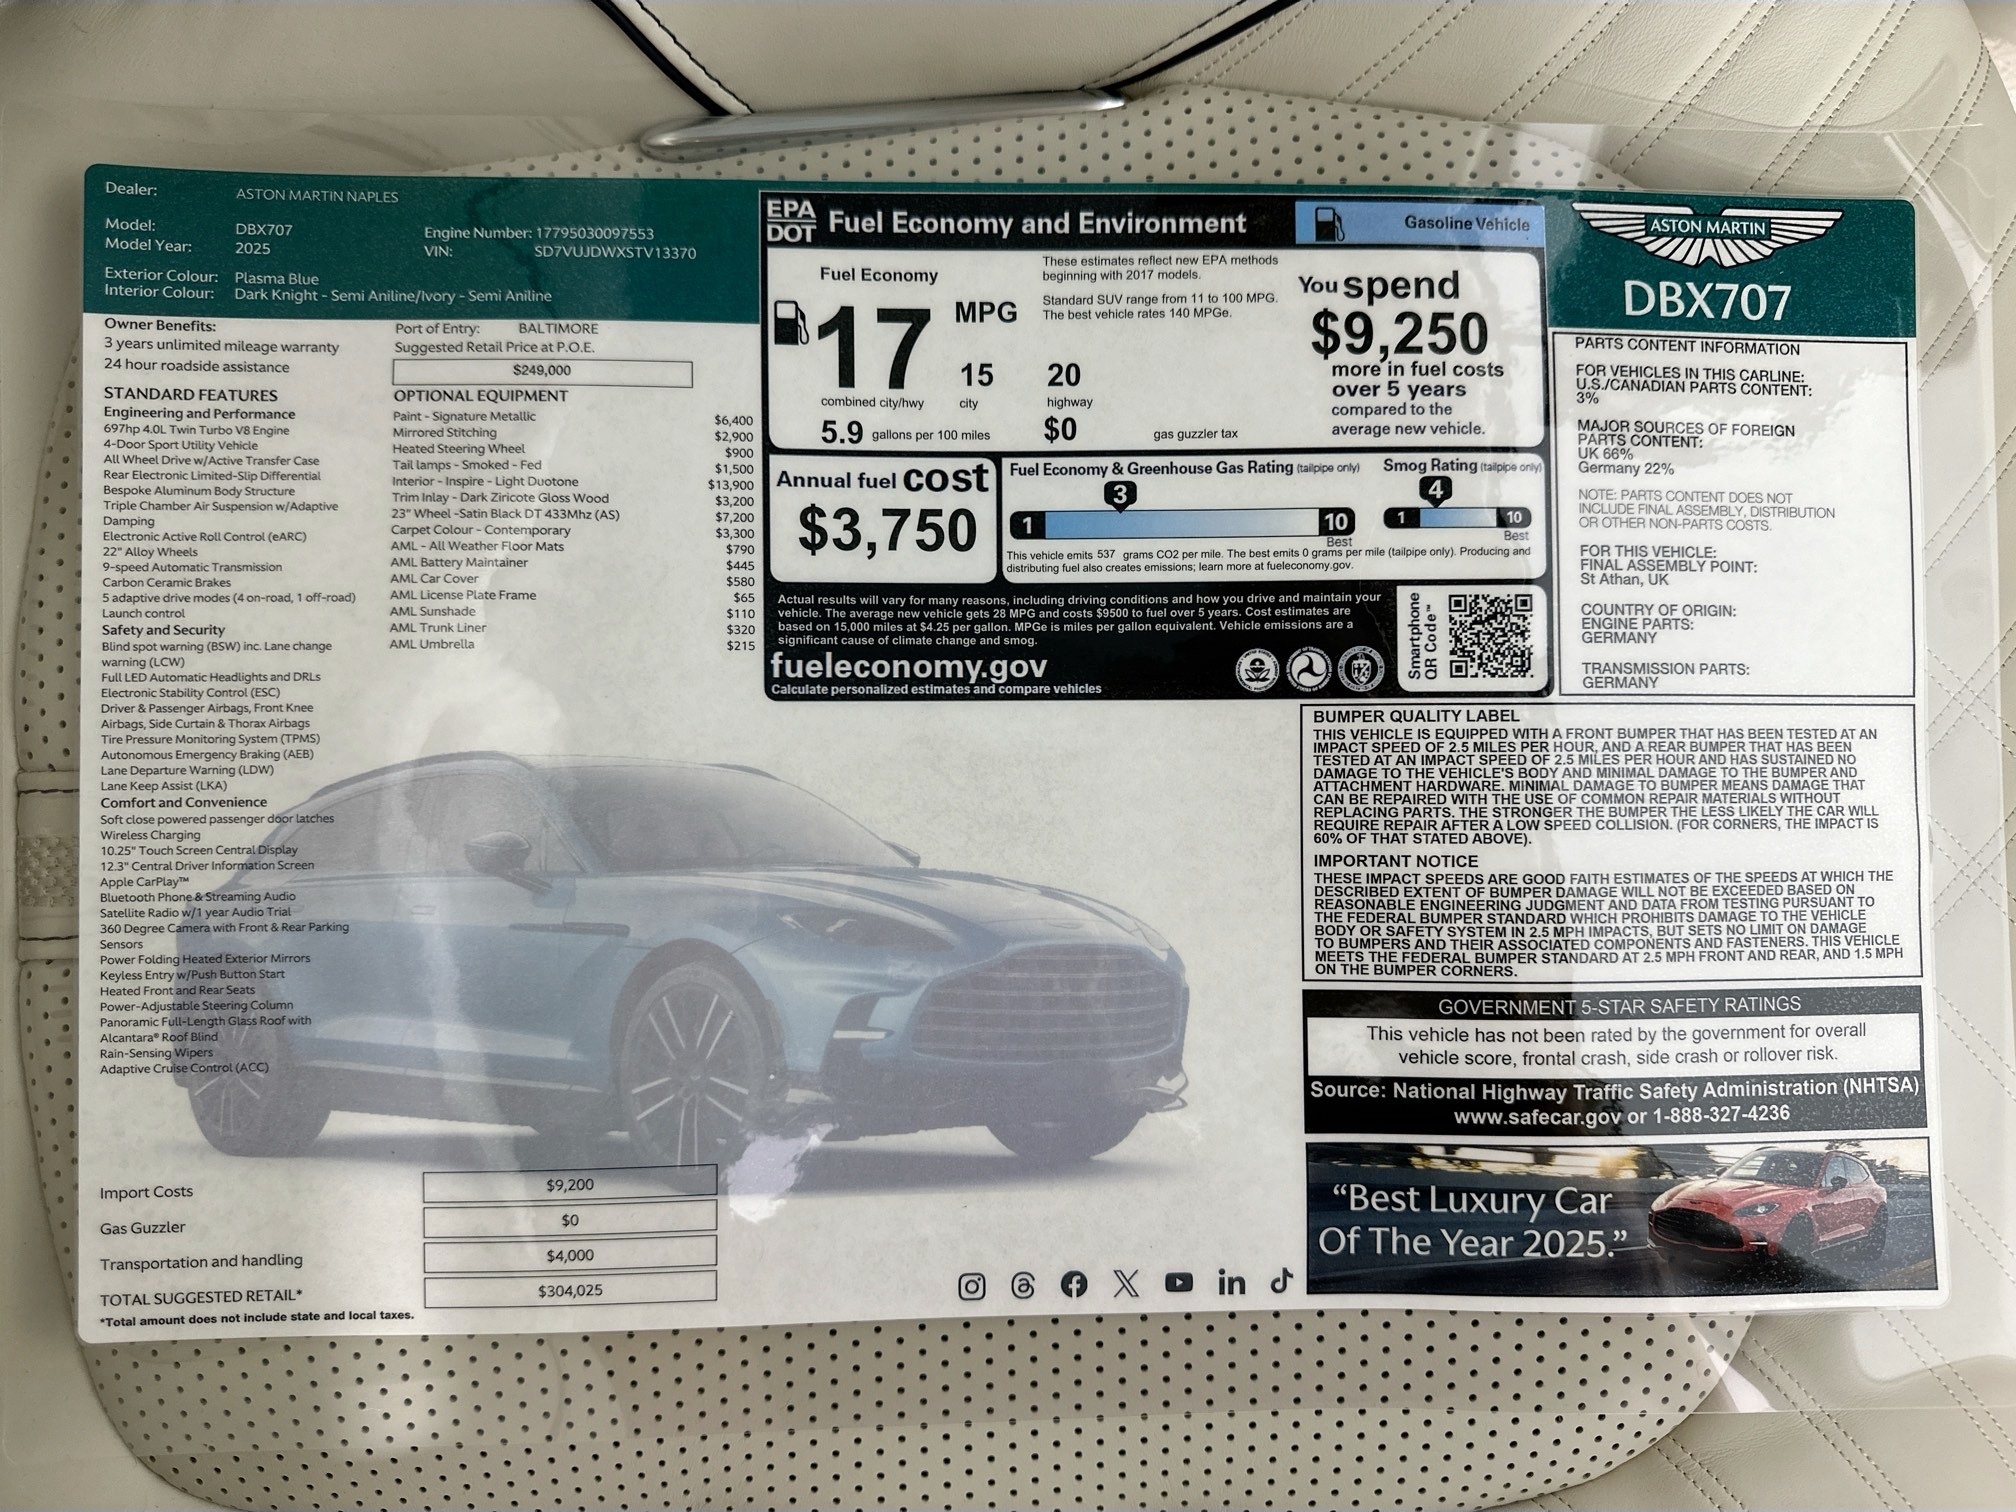 Dealer: ASTON MARTIN NAPLES
Model: DBX707
Model Year: 2025
Engine Number: 17795030097553
VIN: SD7VUJDWXSTV13370
Exterior Colour: Plasma Blue
Interior Colour: Dark Knight - Semi Aniline/Ivory - Semi Aniline
Owner Benefits:
3 years unlimited mileage warranty
24 hour roadside assistance
STANDARD FEATURES
Engineering and Performance
697hp 4.0L Twin Turbo V8 Engine
4-Door Sport Utility Vehicle
All Wheel Drive w/Active Transfer Case
Rear Electronic Limited-Slip Differential
Bespoke Aluminum Body Structure
Triple Chamber Air Suspension w/Adaptive
Damping
Electronic Active Roll Control (eARC)
22" Alloy Wheels
9-speed Automatic Transmission
Carbon Ceramic Brakes
5 adaptive drive modes (4 on-road, 1 off-road)
Launch control
Safety and Security
Blind spot warning (BSW) inc. Lane change
warning (LCW)
Full LED Automatic Headlights and DRLs
Electronic Stability Control (ESC)
Driver & Passenger Airbags, Front Knee
Airbags, Side Curtain & Thorax Airbags
Tire Pressure Monitoring System (TPMS)
Autonomous Emergency Braking (AEB)
Lane Departure Warning (LDW)
Lane Keep Assist (LKA)
Comfort and Convenience
Soft close powered passenger door latches
Wireless Charging
10.25" Touch Screen Central Display
12.3" Central Driver Information Screen
Apple CarPlay™
Bluetooth Phone & Streaming Audio
Satellite Radio w/1 year Audio Trial
360 Degree Camera with Front & Rear Parking
Sensors
Power Folding Heated Exterior Mirrors
Keyless Entry w/Push Button Start
Heated Front and Rear Seats
Power-Adjustable Steering Column
Panoramic Full-Length Glass Roof with
Alcantara® Roof Blind
Rain-Sensing Wipers
Adaptive Cruise Control (ACC)
Port of Entry: BALTIMORE
Suggested Retail Price at P.O.E.
$249,000
OPTIONAL EQUIPMENT
Paint - Signature Metallic $6,400
Mirrored Stitching $2,900
Heated Steering Wheel $900
Tail lamps - Smoked - Fed $1,500
Interior - Inspire - Light Duotone $13,900
Trim Inlay - Dark Ziricote Gloss Wood $3,200
23" Wheel -Satin Black DT 433Mhz (AS) $7,200
Carpet Colour - Contemporary $3,300
AML - All Weather Floor Mats $790
AML Battery Maintainer $445
AML Car Cover $580
AML License Plate Frame $65
AML Sunshade $110
AML Trunk Liner $320
AML Umbrella $215
Import Costs $9,200
Gas Guzzler $0
Transportation and handling $4,000
TOTAL SUGGESTED RETAIL* $304,025
*Total amount does not include state and local taxes.
EPA
DOT
Fuel Economy and Environment
Gasoline Vehicle
Fuel Economy
17 MPG
combined city/hwy
15
city
20
highway
5.9 gallons per 100 miles
$0 gas guzzler tax
These estimates reflect new EPA methods
beginning with 2017 models.
Standard SUV range from 11 to 100 MPG.
The best vehicle rates 140 MPGe.
You spend
$9,250
more in fuel costs
over 5 years
compared to the
average new vehicle.
Annual fuel cost
$3,750
Fuel Economy & Greenhouse Gas Rating (tailpipe only)
3
1 10
Best
Smog Rating (tailpipe only)
4
1 10
Best
This vehicle emits 537 grams CO2 per mile. The best emits 0 grams per mile (tailpipe only). Producing and
distributing fuel also creates emissions; learn more at fueleconomy.gov.
Actual results will vary for many reasons, including driving conditions and how you drive and maintain your
vehicle. The average new vehicle gets 28 MPG and costs $9500 to fuel over 5 years. Cost estimates are
based on 15,000 miles at $4.25 per gallon. MPGe is miles per gallon equivalent. Vehicle emissions are a
significant cause of climate change and smog.
fueleconomy.gov
Calculate personalized estimates and compare vehicles
Smartphone
QR Code™
ASTON MARTIN
DBX707
PARTS CONTENT INFORMATION
FOR VEHICLES IN THIS CARLINE:
U.S./CANADIAN PARTS CONTENT:
3%
MAJOR SOURCES OF FOREIGN
PARTS CONTENT:
UK 66%
Germany 22%
NOTE: PARTS CONTENT DOES NOT
INCLUDE FINAL ASSEMBLY, DISTRIBUTION
OR OTHER NON-PARTS COSTS.
FOR THIS VEHICLE:
FINAL ASSEMBLY POINT:
St Athan, UK
COUNTRY OF ORIGIN:
ENGINE PARTS:
GERMANY
TRANSMISSION PARTS:
GERMANY
BUMPER QUALITY LABEL
THIS VEHICLE IS EQUIPPED WITH A FRONT BUMPER THAT HAS BEEN TESTED AT AN
IMPACT SPEED OF 2.5 MILES PER HOUR, AND A REAR BUMPER THAT HAS BEEN
TESTED AT AN IMPACT SPEED OF 2.5 MILES PER HOUR AND HAS SUSTAINED NO
DAMAGE TO THE VEHICLE'S BODY AND MINIMAL DAMAGE TO THE BUMPER AND
ATTACHMENT HARDWARE. MINIMAL DAMAGE TO BUMPER MEANS DAMAGE THAT
CAN BE REPAIRED WITH THE USE OF COMMON REPAIR MATERIALS WITHOUT
REPLACING PARTS. THE STRONGER THE BUMPER THE LESS LIKELY THE CAR WILL
REQUIRE REPAIR AFTER A LOW SPEED COLLISION. (FOR CORNERS, THE IMPACT IS
60% OF THAT STATED ABOVE).
IMPORTANT NOTICE
THESE IMPACT SPEEDS ARE GOOD FAITH ESTIMATES OF THE SPEEDS AT WHICH THE
DESCRIBED EXTENT OF BUMPER DAMAGE WILL NOT BE EXCEEDED BASED ON
REASONABLE ENGINEERING JUDGMENT AND DATA FROM TESTING PURSUANT TO
THE FEDERAL BUMPER STANDARD WHICH PROHIBITS DAMAGE TO THE VEHICLE
BODY OR SAFETY SYSTEM IN 2.5 MPH IMPACTS, BUT SETS NO LIMIT ON DAMAGE
TO BUMPERS AND THEIR ASSOCIATED COMPONENTS AND FASTENERS. THIS VEHICLE
MEETS THE FEDERAL BUMPER STANDARD AT 2.5 MPH FRONT AND REAR, AND 1.5 MPH
ON THE BUMPER CORNERS.
GOVERNMENT 5-STAR SAFETY RATINGS
This vehicle has not been rated by the government for overall
vehicle score, frontal crash, side crash or rollover risk.
Source: National Highway Traffic Safety Administration (NHTSA)
www.safecar.gov or 1-888-327-4236
“Best Luxury Car
Of The Year 2025.”